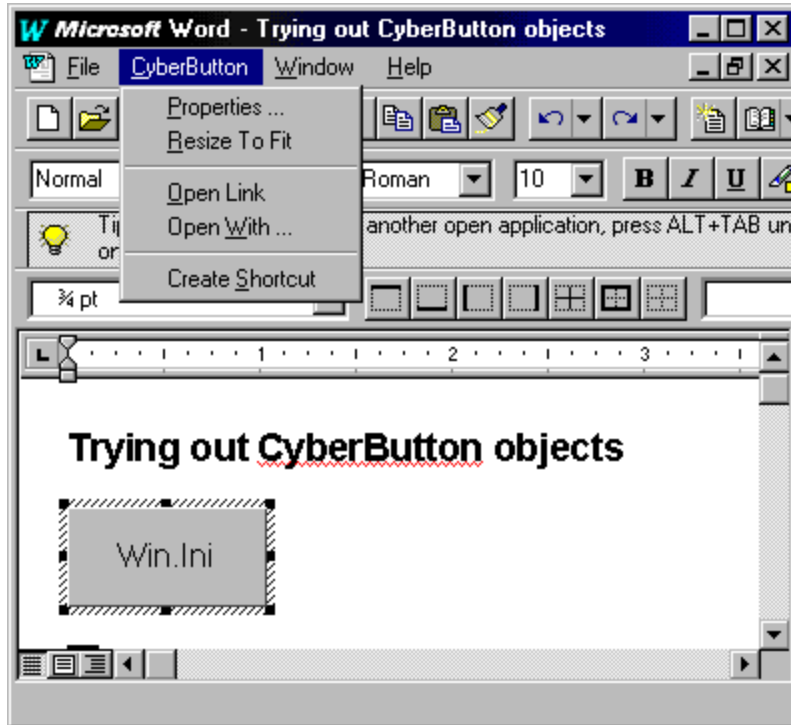 Microsoft Word - Trying out CyberButton objects
File CyberButton Window Help
Properties ...
Resize To Fit
Normal Roman 10 B I U
Open Link
Open With ...
another open application, press ALT+TAB
Create Shortcut
¾ pt
1 2 3
Trying out CyberButton objects
Win.Ini